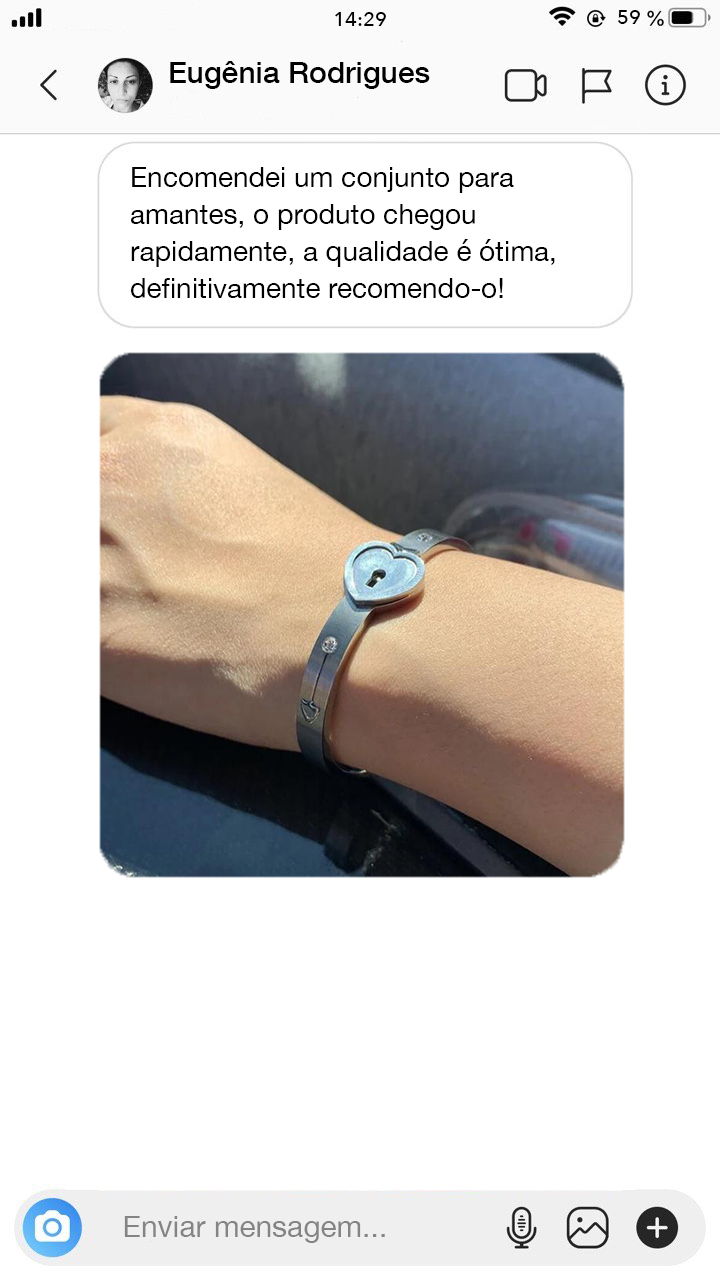 14:29
59 %
Eugênia Rodrigues
Encomendei um conjunto para
amantes, o produto chegou
rapidamente, a qualidade é ótima,
definitivamente recomendo-o!
Enviar mensagem...